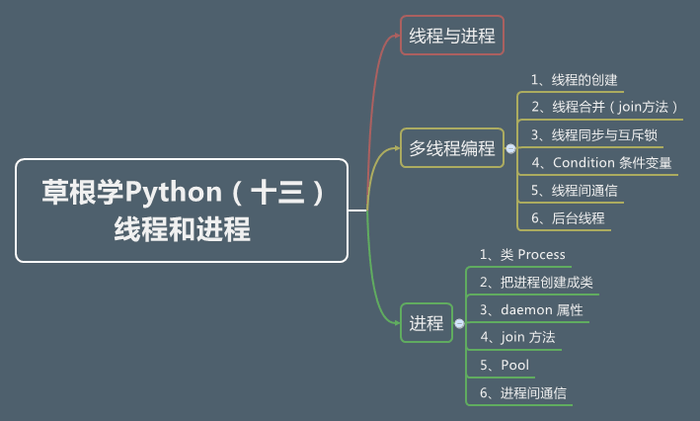 草根学Python（十三）
线程和进程
线程与进程
多线程编程
1、线程的创建
2、线程合并（join方法）
3、线程同步与互斥锁
4、Condition 条件变量
5、线程间通信
6、后台线程
进程
1、类 Process
2、把进程创建成类
3、daemon 属性
4、join 方法
5、Pool
6、进程间通信